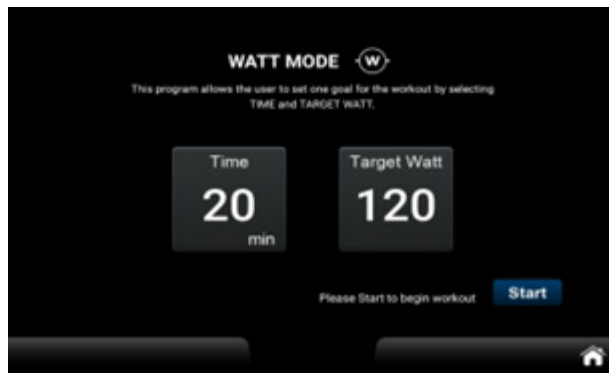 WATT MODE W
This program allows the user to set one goal for the workout by selecting
TIME and TARGET WATT.
Time
20
min
Target Watt
120
Please Start to begin workout
Start